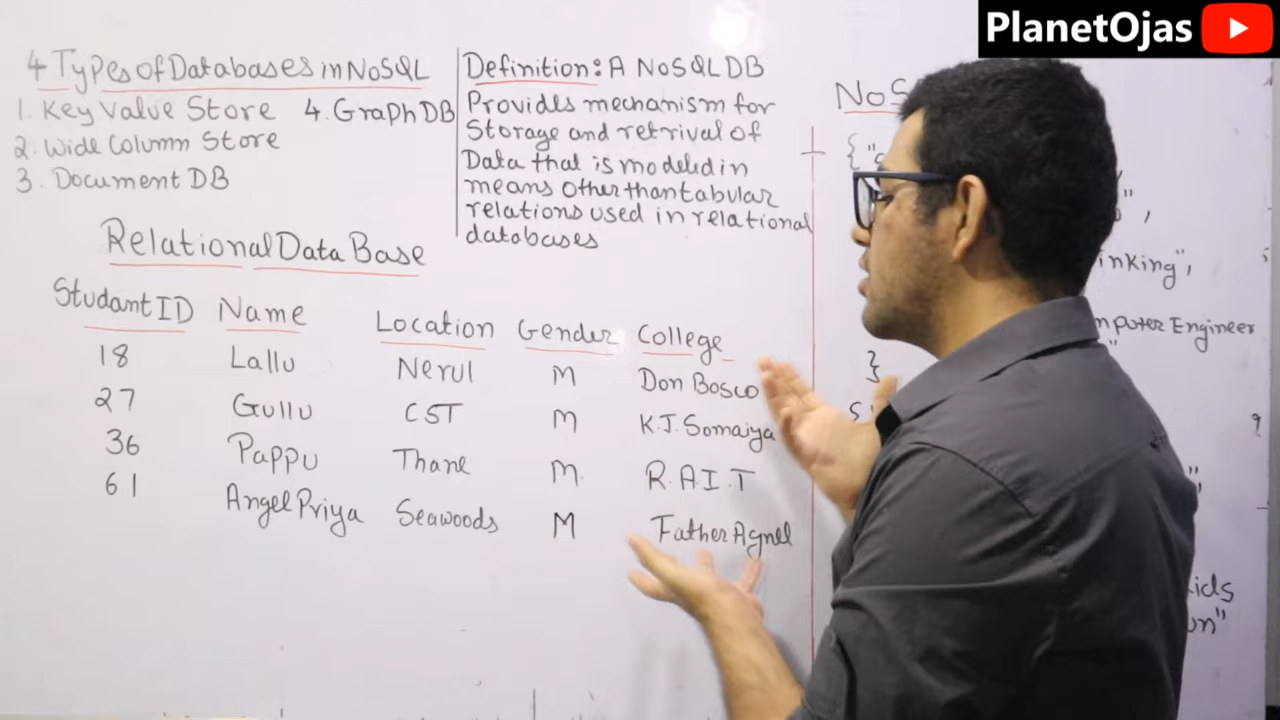 PlanetOjas
4 Types of Databases in NoSQL
1. Key Value Store 4. Graph DB
2. Wide Column Store
3. Document DB
Definition: A NoSQL DB
Provides mechanism for
Storage and retrival of
Data that is modeled in
means other than tabular
relations used in relational
databases
Relational Data Base
Studant ID Name Location Gender College
18 Lallu Nerul M Don Bosco
27 Gullu CST M K.J. Somaiya
36 Pappu Thane M R.A.I.T
61 Angel Priya Seawoods M Father Agnel
{"
",
inking",
mputer Engineer
"
}
"